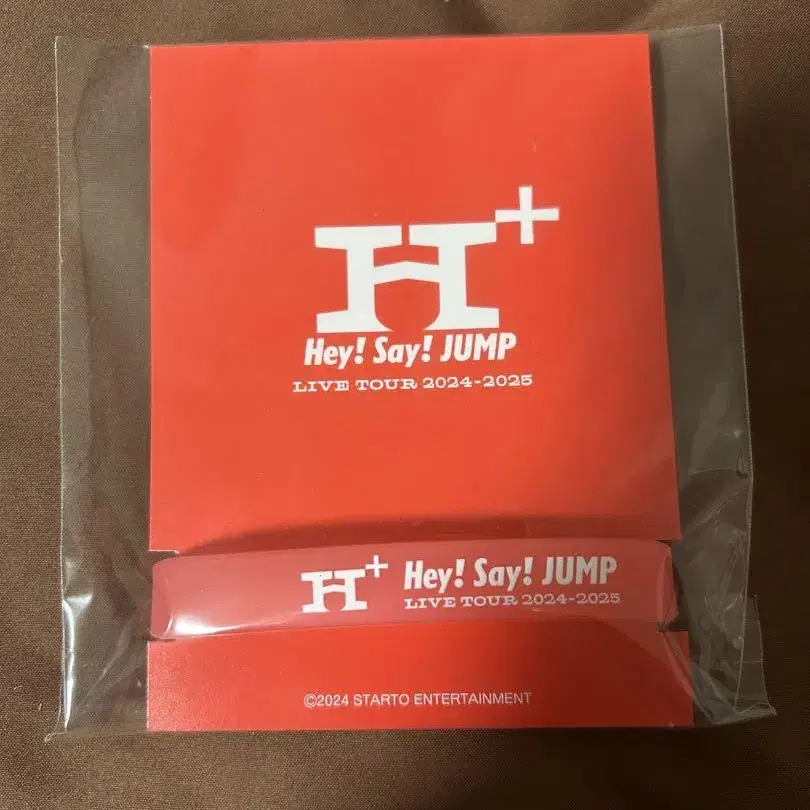 H+
Hey! Say! JUMP
LIVE TOUR 2024-2025
H+ Hey! Say! JUMP
LIVE TOUR 2024-2025
©2024 STARTO ENTERTAINMENT